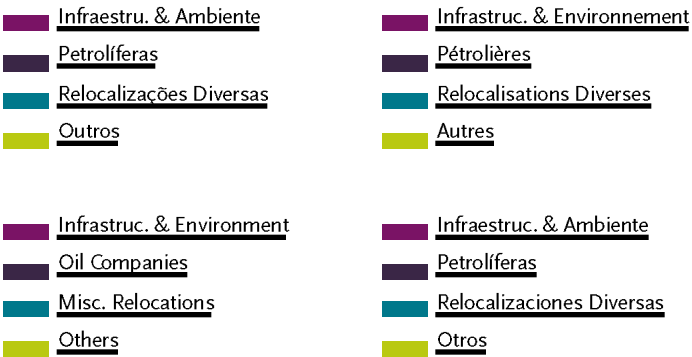 Infraestru. & Ambiente
Petrolíferas
Relocalizações Diversas
Outros
Infrastruc. & Environnement
Pétrolières
Relocalisations Diverses
Autres
Infrastruc. & Environment
Oil Companies
Misc. Relocations
Others
Infraestruc. & Ambiente
Petrolíferas
Relocalizaciones Diversas
Otros